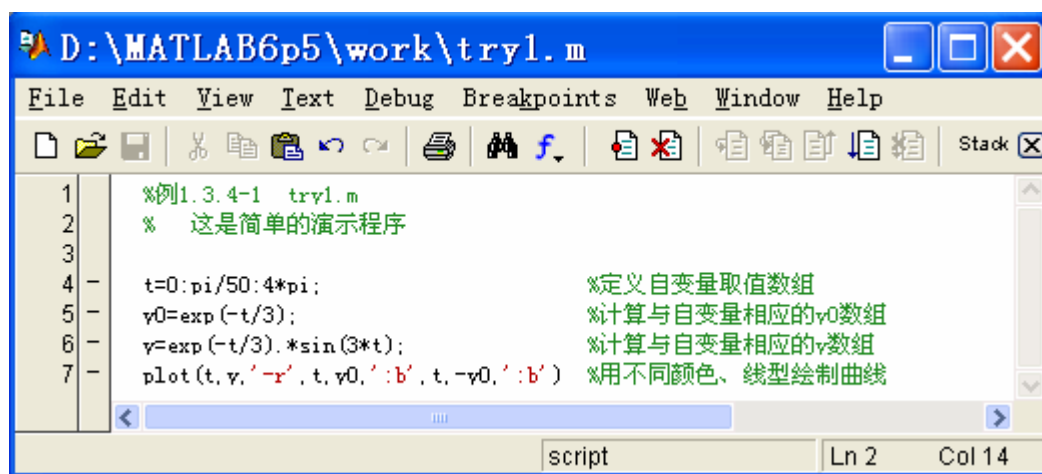 D:\MATLAB6p5\work\try1.m
File Edit View Text Debug Breakpoints Web Window Help
Stack
1 %例1.3.4-1 try1.m
2 % 这是简单的演示程序
3
4 - t=0:pi/50:4*pi; %定义自变量取值数组
5 - y0=exp(-t/3); %计算与自变量相应的y0数组
6 - y=exp(-t/3).*sin(3*t); %计算与自变量相应的y数组
7 - plot(t,y,'-r',t,y0,':b',t,-y0,':b') %用不同颜色、线型绘制曲线
script Ln 2 Col 14